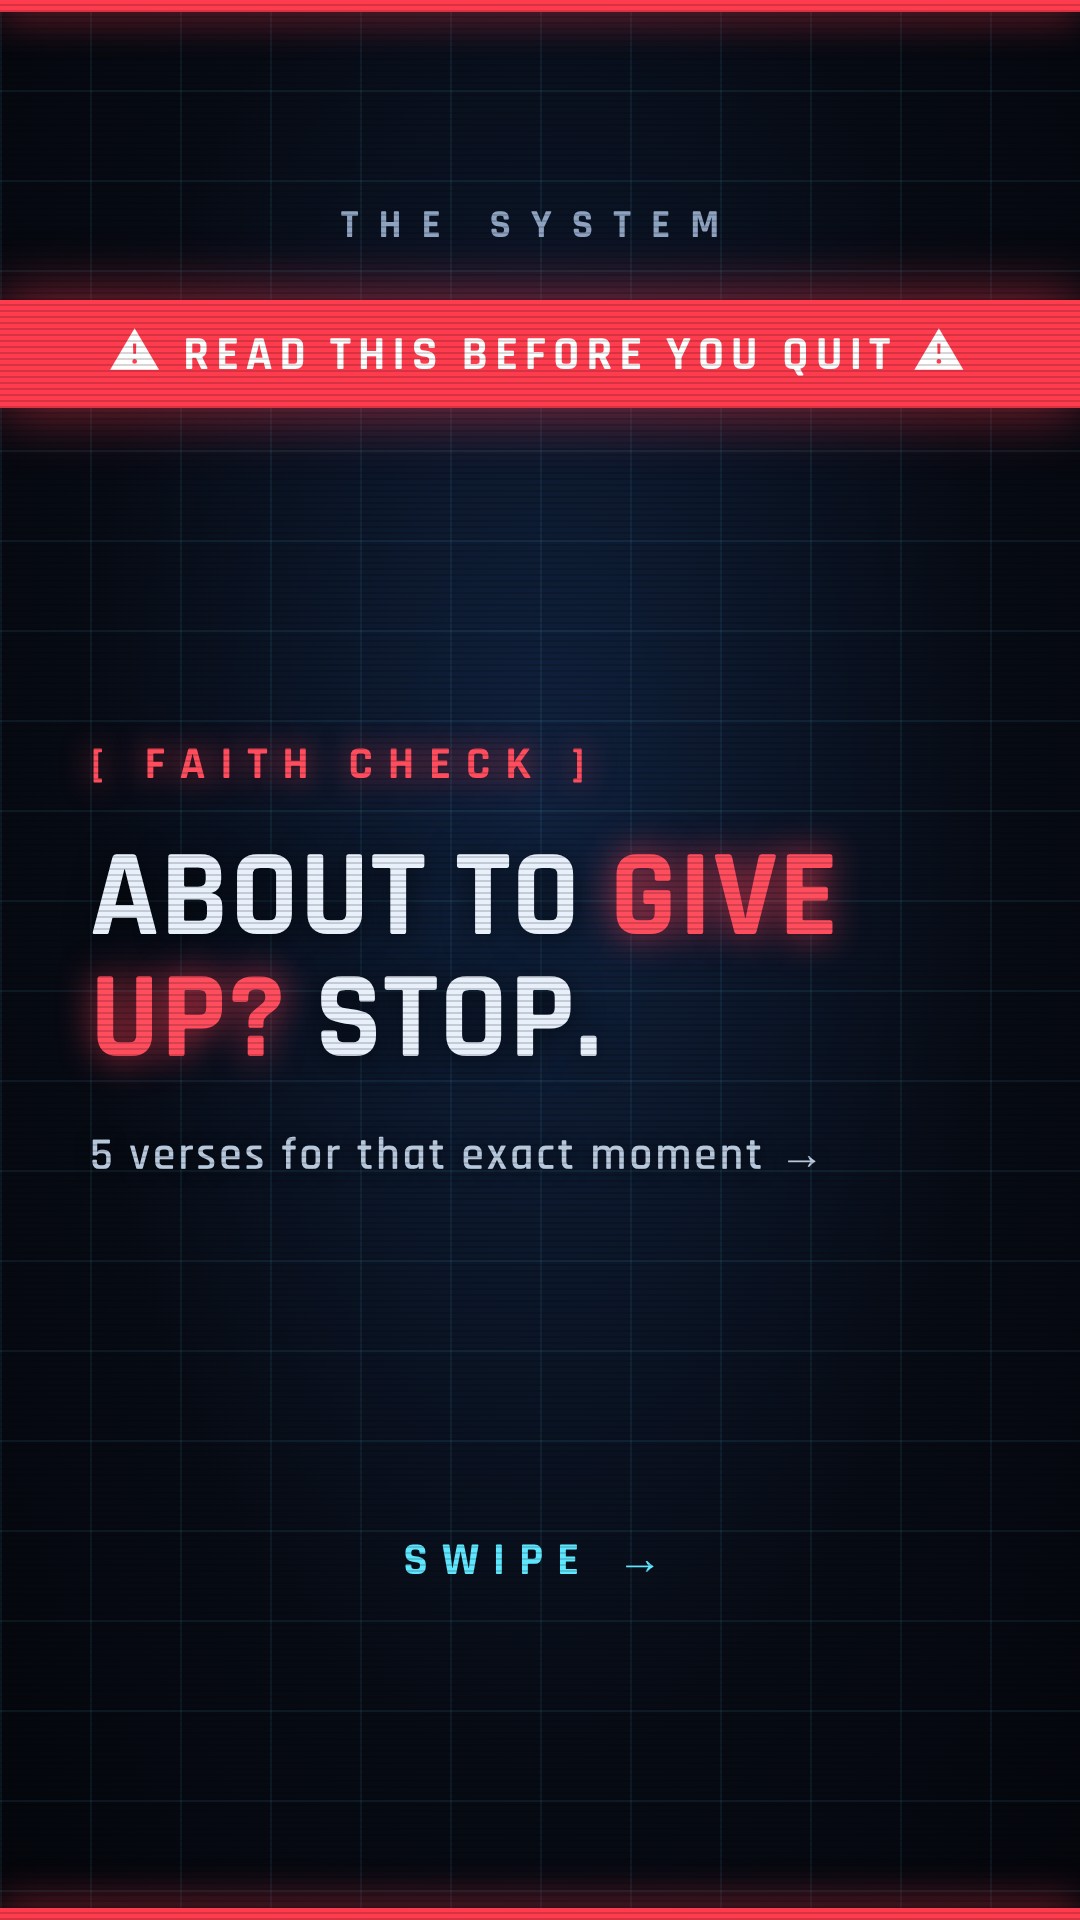 THE SYSTEM
⚠ READ THIS BEFORE YOU QUIT ⚠
[ FAITH CHECK ]
ABOUT TO GIVE
UP? STOP.
5 verses for that exact moment →
SWIPE →